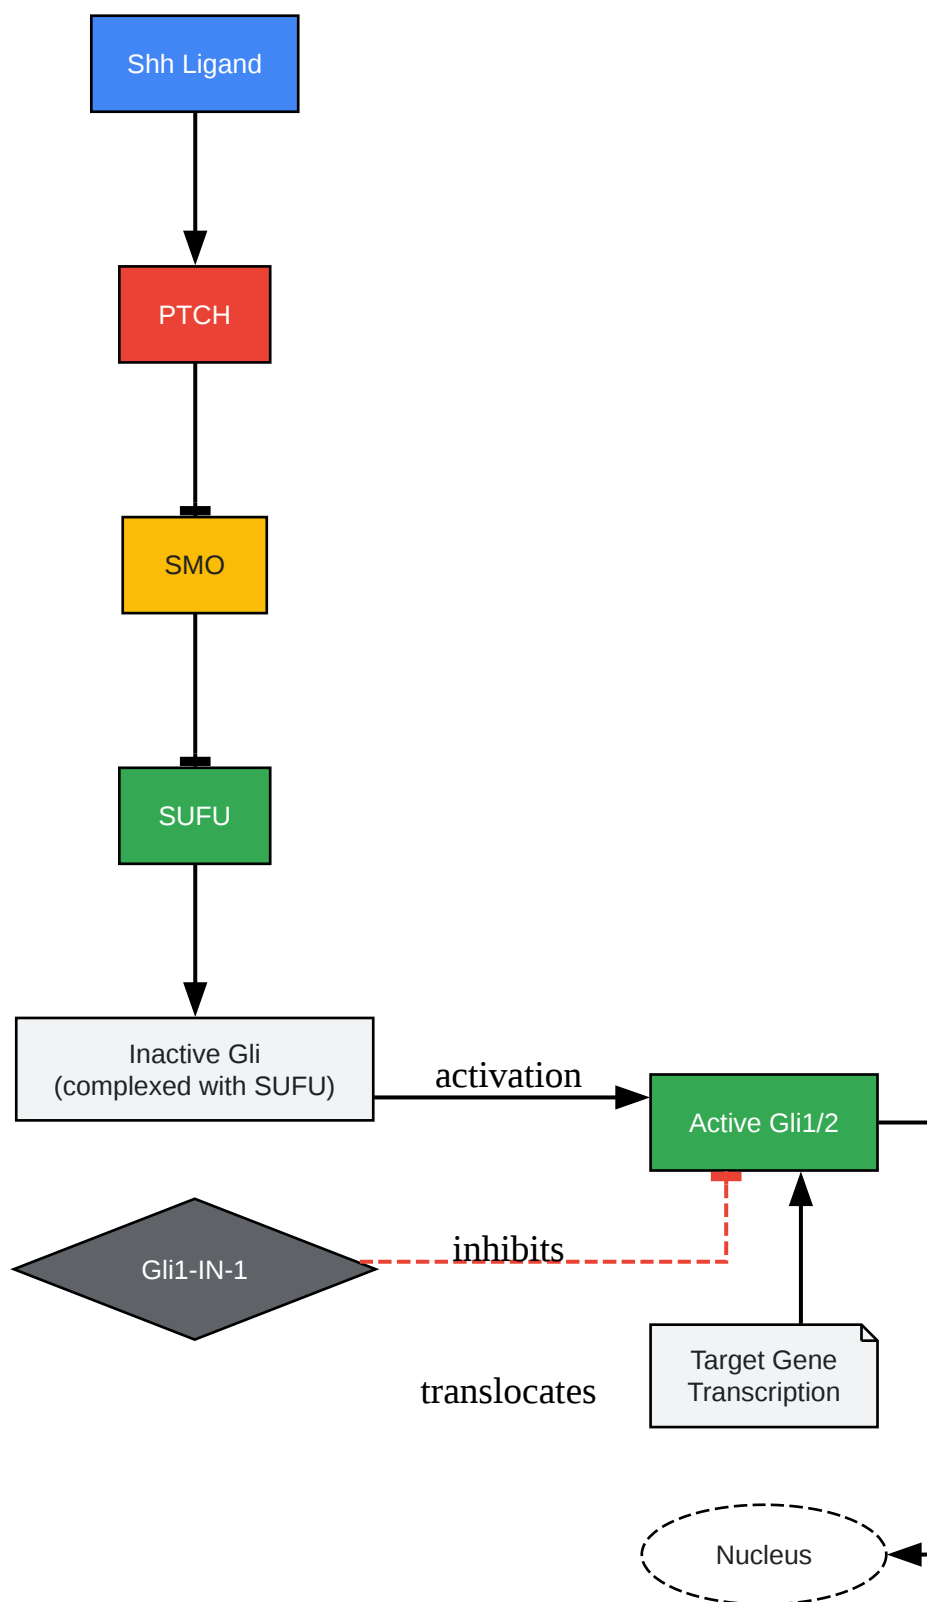 Shh Ligand
PTCH
SMO
SUFU
Inactive Gli
(complexed with SUFU)
activation
Active Gli1/2
inhibits
Gli1-IN-1
Target Gene
Transcription
translocates
Nucleus